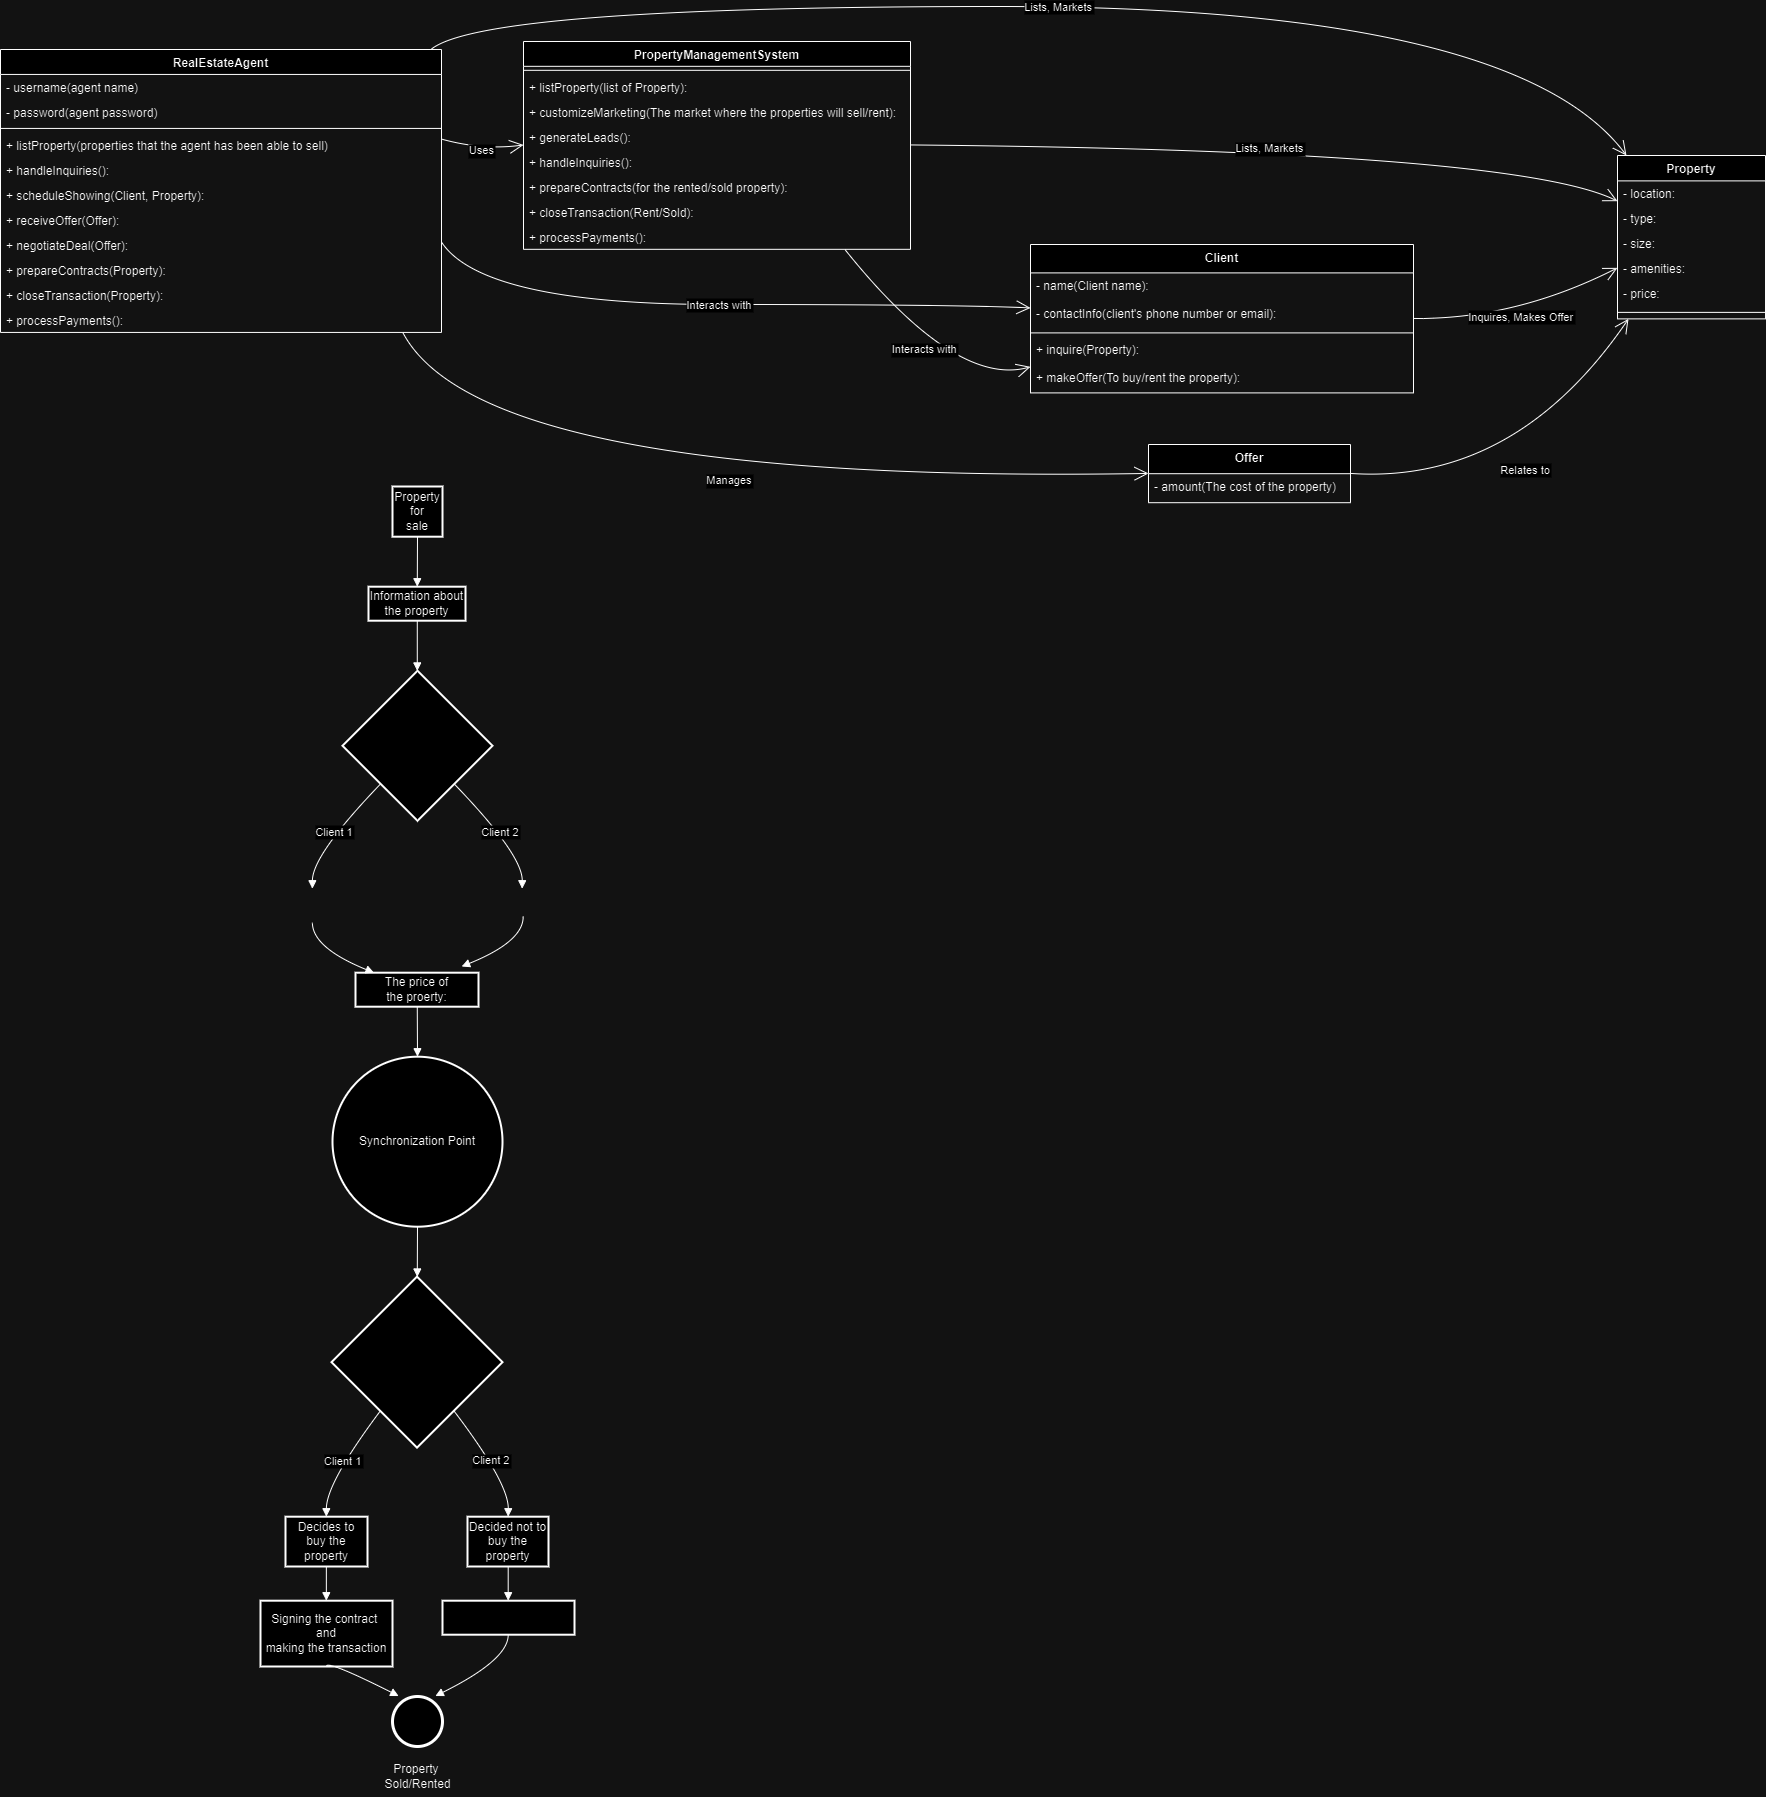 Lists, Markets
RealEstateAgent
- username(agent name)
- password(agent password)
+ listProperty(properties that the agent has been able to sell)
+ handleInquiries():
+ scheduleShowing(Client, Property):
+ receiveOffer(Offer):
+ negotiateDeal(Offer):
+ prepareContracts(Property):
+ closeTransaction(Property):
+ processPayments():
Uses
PropertyManagementSystem
+ listProperty(list of Property):
+ customizeMarketing(The market where the properties will sell/rent):
+ generateLeads():
+ handleInquiries():
+ prepareContracts(for the rented/sold property):
+ closeTransaction(Rent/Sold):
+ processPayments():
Lists, Markets
Property
- location:
- type:
- size:
- amenities:
- price:
Interacts with
Interacts with
Client
- name(Client name):
- contactInfo(client's phone number or email):
+ inquire(Property):
+ makeOffer(To buy/rent the property):
Inquires, Makes Offer
Manages
Offer
- amount(The cost of the property)
Relates to
Property
for
sale
Information about
the property
Client 1
Client 2
The price of
the proerty:
Synchronization Point
Client 1
Client 2
Decides to
buy the
property
Decided not to
buy the
property
Signing the contract
and
making the transaction
Property
Sold/Rented